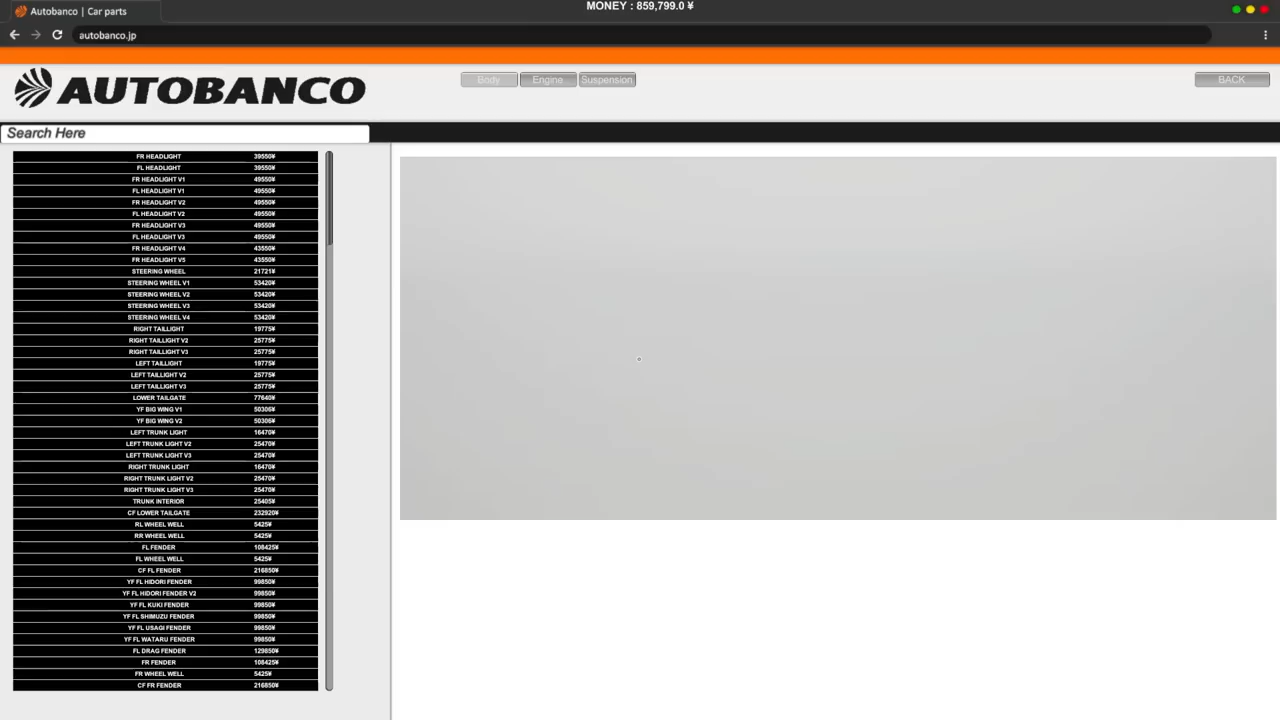 MONEY : 859,799.0 ¥
Autobanco | Car parts
autobanco.jp
AUTOBANCO
Body Engine Suspension BACK
Search Here
FR HEADLIGHT 39550¥
FL HEADLIGHT 39550¥
FR HEADLIGHT V1 49550¥
FL HEADLIGHT V1 49550¥
FR HEADLIGHT V2 49550¥
FL HEADLIGHT V2 49550¥
FR HEADLIGHT V3 49550¥
FL HEADLIGHT V3 49550¥
FR HEADLIGHT V4 43550¥
FR HEADLIGHT V5 43550¥
STEERING WHEEL 21721¥
STEERING WHEEL V1 53420¥
STEERING WHEEL V2 53420¥
STEERING WHEEL V3 53420¥
STEERING WHEEL V4 53420¥
RIGHT TAILLIGHT 19775¥
RIGHT TAILLIGHT V2 25775¥
RIGHT TAILLIGHT V3 25775¥
LEFT TAILLIGHT 19775¥
LEFT TAILLIGHT V2 25775¥
LEFT TAILLIGHT V3 25775¥
LOWER TAILGATE 77640¥
YF BIG WING V1 50306¥
YF BIG WING V2 50306¥
LEFT TRUNK LIGHT 16470¥
LEFT TRUNK LIGHT V2 25470¥
LEFT TRUNK LIGHT V3 25470¥
RIGHT TRUNK LIGHT 16470¥
RIGHT TRUNK LIGHT V2 25470¥
RIGHT TRUNK LIGHT V3 25470¥
TRUNK INTERIOR 25405¥
CF LOWER TAILGATE 232920¥
RL WHEEL WELL 5425¥
RR WHEEL WELL 5425¥
FL FENDER 108425¥
FL WHEEL WELL 5425¥
CF FL FENDER 216850¥
YF FL HIDORI FENDER 99850¥
YF FL HIDORI FENDER V2 99850¥
YF FL KUKI FENDER 99850¥
YF FL SHIMUZU FENDER 99850¥
YF FL USAGI FENDER 99850¥
YF FL WATARU FENDER 99850¥
FL DRAG FENDER 129850¥
FR FENDER 108425¥
FR WHEEL WELL 5425¥
CF FR FENDER 216850¥